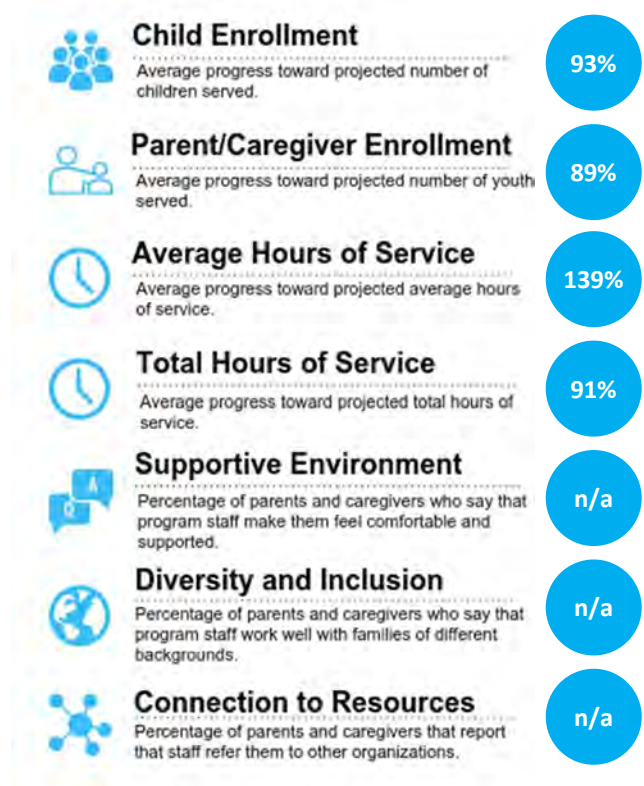 Child Enrollment
Average progress toward projected number of
children served.
93%
Parent/Caregiver Enrollment
Average progress toward projected number of youth
served.
89%
Average Hours of Service
Average progress toward projected average hours
of service.
139%
Total Hours of Service
Average progress toward projected total hours of
service.
91%
A
Q
Supportive Environment
Percentage of parents and caregivers who say that
program staff make them feel comfortable and
supported.
n/a
Diversity and Inclusion
Percentage of parents and caregivers who say that
program staff work well with families of different
backgrounds.
n/a
Connection to Resources
Percentage of parents and caregivers that report
that staff refer them to other organizations.
n/a